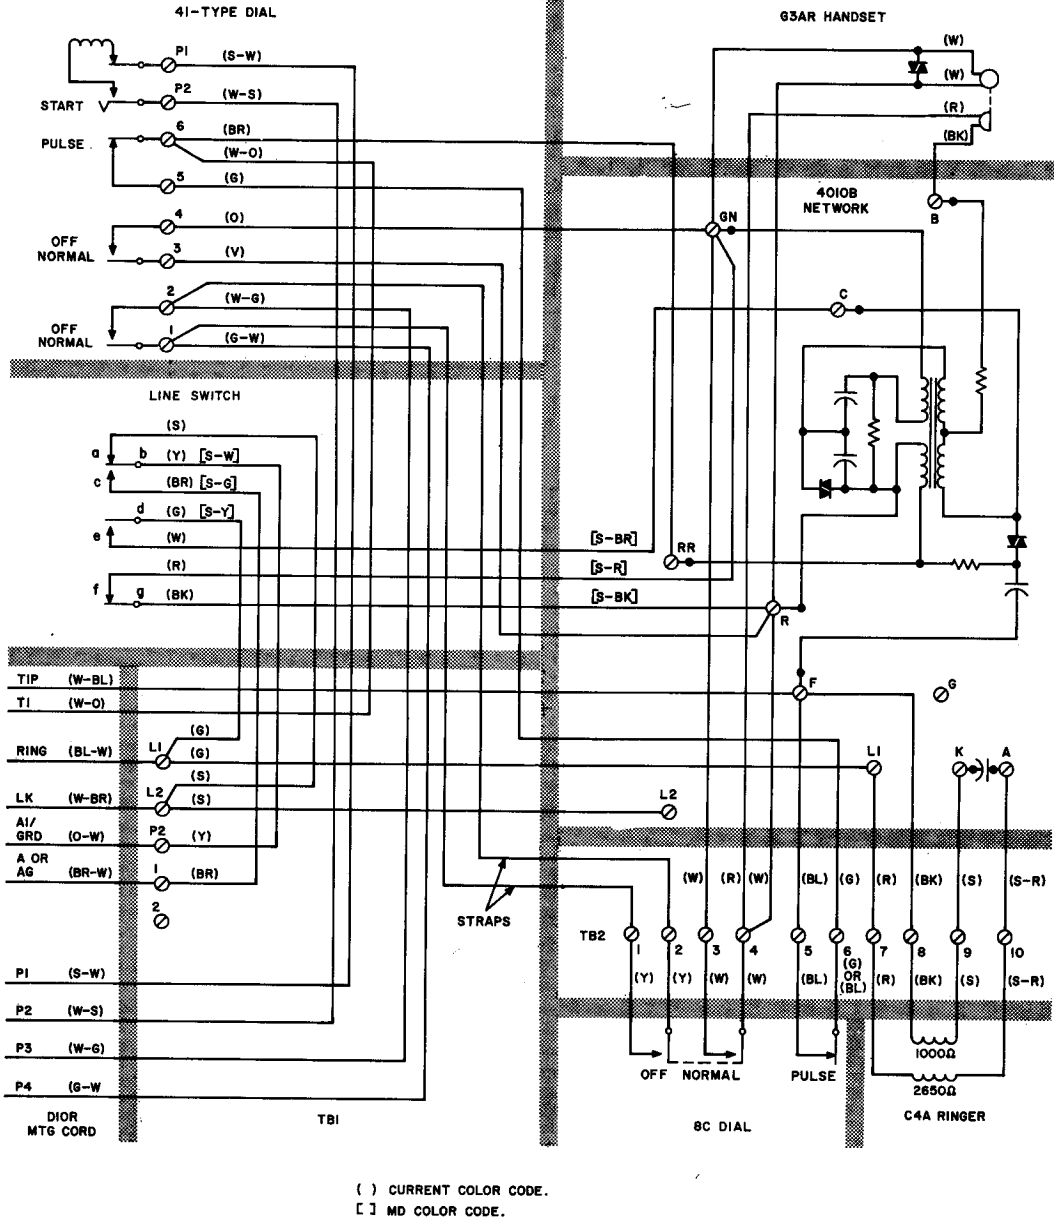 41-TYPE DIAL
P1 (S-W)
START P2 (W-S)
PULSE 6 (BR)
(W-O)
5 (G)
4 (O)
OFF
NORMAL
3 (V)
2 (W-G)
OFF
NORMAL
1 (G-W)
G3AR HANDSET
(W)
(W)
(R)
(BK)
4010B
NETWORK
B
GN
C
LINE SWITCH
(S)
a b (Y) [S-W]
c (BR) [S-G]
d (G) [S-Y]
e (W) [S-BR]
RR
(R) [S-R]
f g (BK) [S-BK]
R
TIP (W-BL)
F
G
T1 (W-O)
(G)
RING (BL-W) L1 (G)
L1
K A
(S)
LK (W-BR) L2 (S)
L2
A1/
GRD (O-W) P2 (Y)
A OR
AG (BR-W) 1 (BR)
2
STRAPS
(W) (R) (W) (BL) (G) (R) (BK) (S) (S-R)
TB2 1 2 3 4 5 6 7 8 9 10
(Y) (Y) (W) (W) (BL) (G)
OR
(BL) (R) (BK) (S) (S-R)
P1 (S-W)
P2 (W-S)
P3 (W-G)
P4 (G-W
DIOR
MTG CORD
TB1
OFF NORMAL PULSE
8C DIAL
1000Ω
2650Ω
C4A RINGER
( ) CURRENT COLOR CODE.
[ ] MD COLOR CODE.